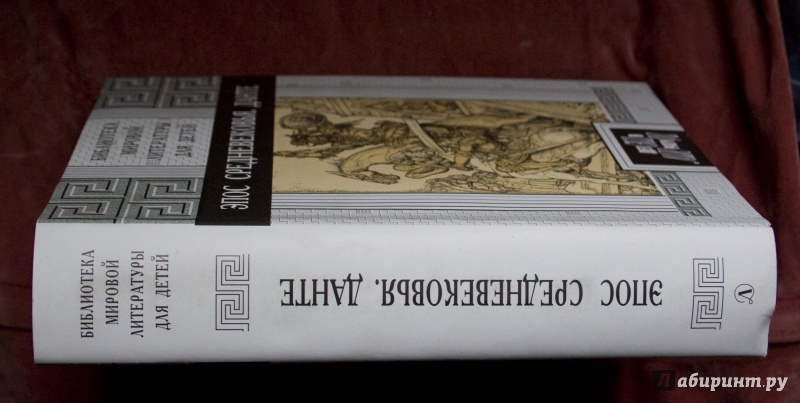 БИБЛИОТЕКА
МИРОВОЙ
ЛИТЕРАТУРЫ
ДЛЯ ДЕТЕЙ
ЭПОС СРЕДНЕВЕКОВЬЯ. ДАНТЕ
БИБЛИОТЕКА
МИРОВОЙ
ЛИТЕРАТУРЫ
ДЛЯ ДЕТЕЙ
ЭПОС СРЕДНЕВЕКОВЬЯ. ДАНТЕ
Л
Лабиринт.ру